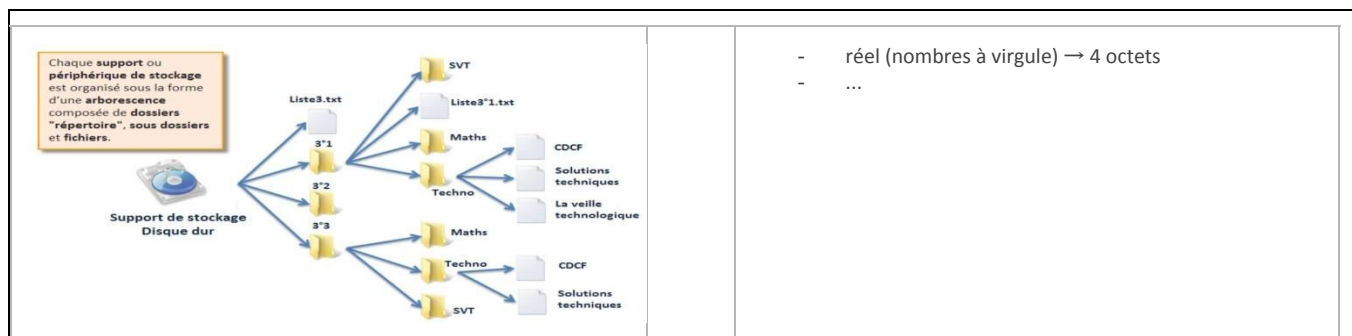 Chaque support ou
périphérique de stockage
est organisé sous la forme
d'une arborescence
composée de dossiers
"répertoire", sous dossiers
et fichiers.
Support de stockage
Disque dur
Liste3.txt
3°1
3°2
3°3
SVT
Liste3°1.txt
Maths
Techno
CDCF
Solutions
techniques
La veille
technologique
Maths
Techno
SVT
CDCF
Solutions
techniques
- réel (nombres à virgule) → 4 octets
- ...